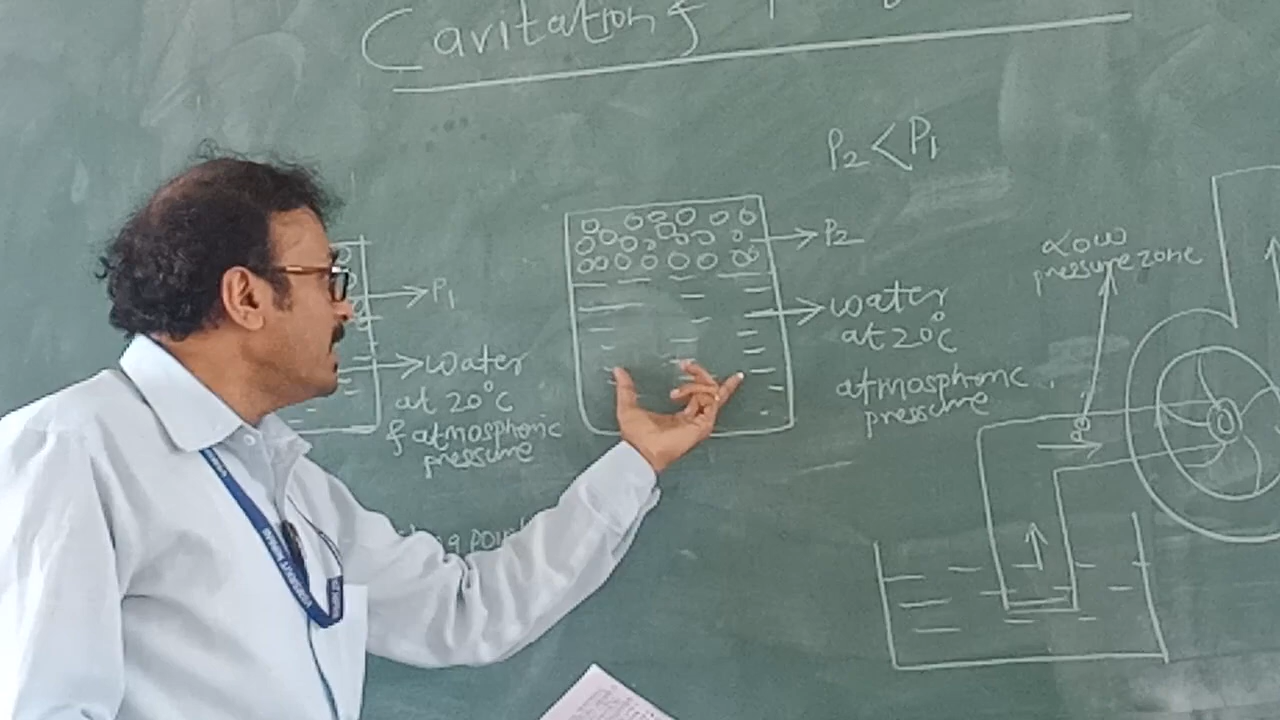 Cavitation &
P2 < P1
P1
water
at 20°c
& atmospheric
pressure
P2
water
at 20°c
atmospheric
pressure
Low
pressure zone